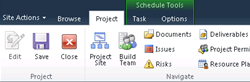 Schedule Tools
Site Actions Browse Project Task Options
Edit Save Close Project Site Build Team Documents Issues Risks Deliverables Project Perm Resource Pla
Project Navigate